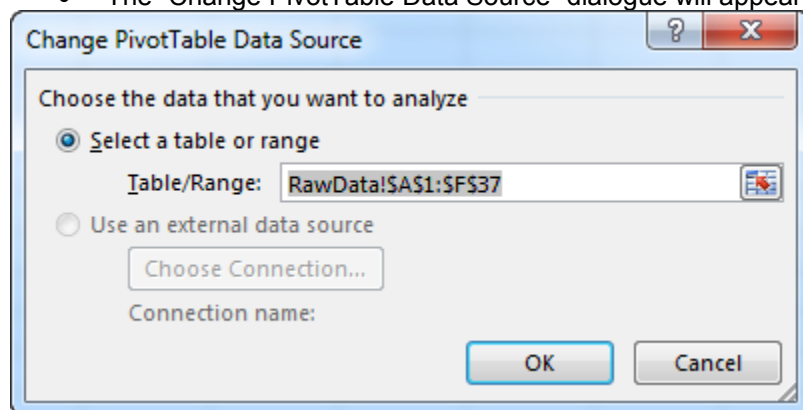 • The "Change PivotTable Data Source" dialogue will appear
Change PivotTable Data Source
Choose the data that you want to analyze
Select a table or range
Table/Range: RawData!$A$1:$F$37
Use an external data source
Choose Connection...
Connection name:
OK Cancel